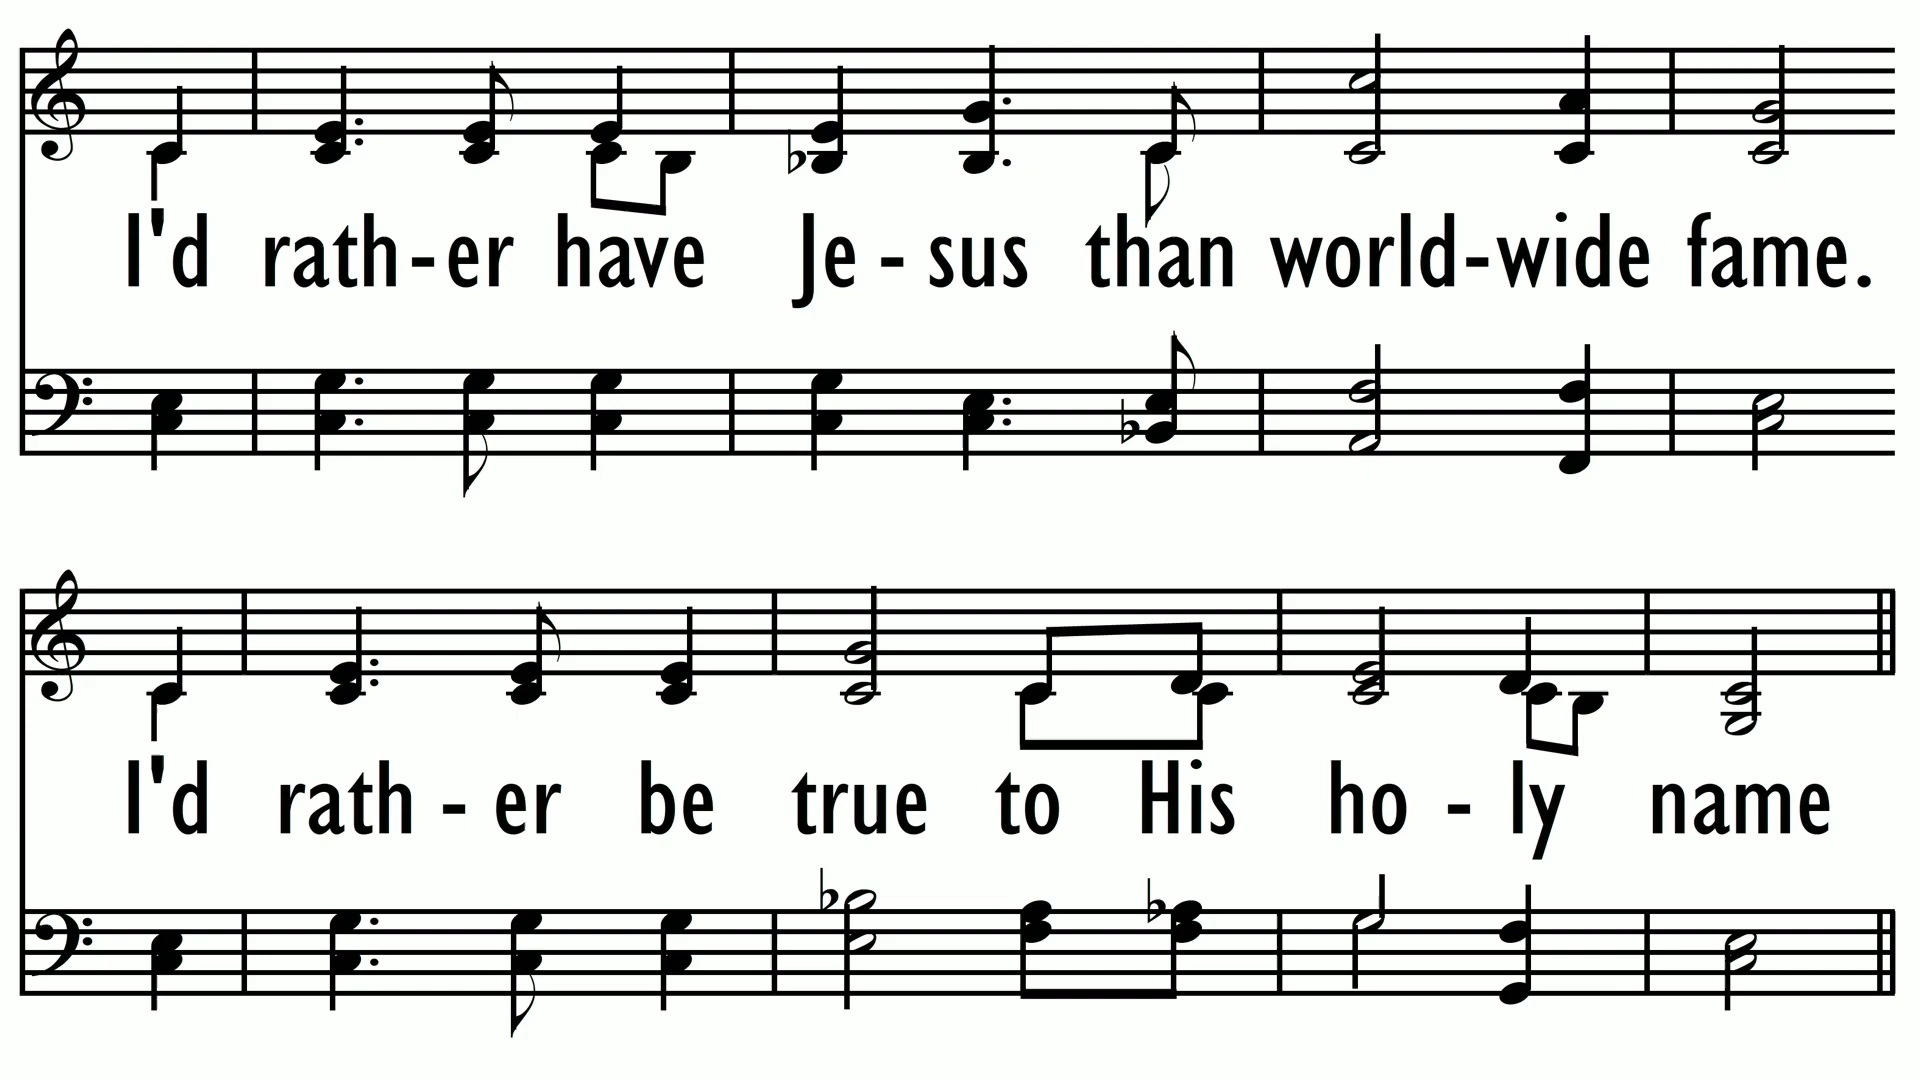 I'd rath-er have Je - sus than world-wide fame.
I'd rath - er be true to His ho - ly name